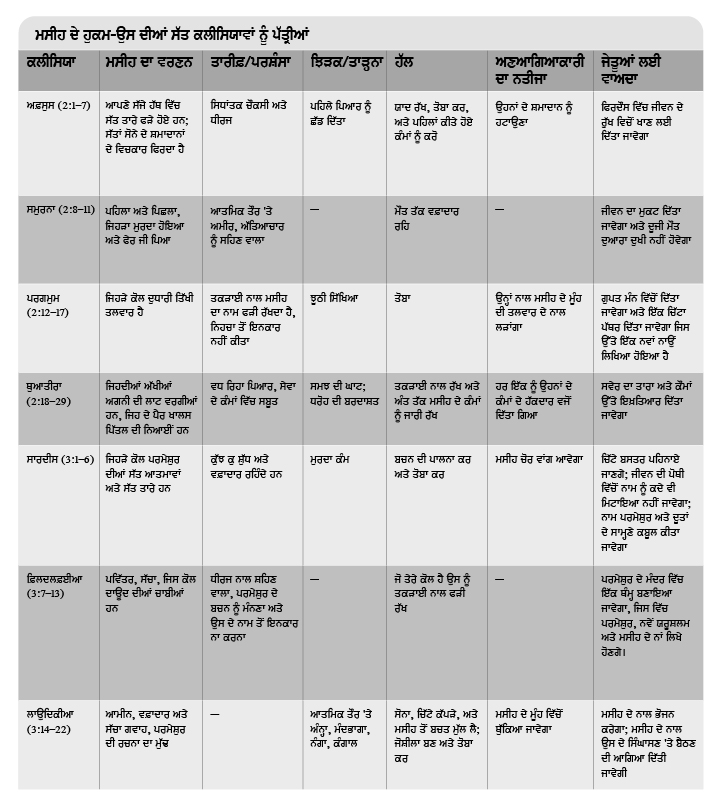 ਮਸੀਹ ਦੇ ਹੁਕਮ-ਉਸ ਦੀਆਂ ਸੱਤ ਕਲੀਸਿਯਾਵਾਂ ਨੂੰ ਪੱਤ੍ਰੀਆਂ
ਕਲੀਸਿਯਾ
ਮਸੀਹ ਦਾ ਵਰਣਨ
ਤਾਰੀਫ਼/ਪਰਸ਼ੰਸਾ
ਝਿੜਕ/ਤਾੜ੍ਹਨਾ
ਹੱਲ
ਅਣਆਗਿਆਕਾਰੀ
ਦਾ ਨਤੀਜਾ
ਜੇਤੂਆਂ ਲਈ
ਵਾਅਦਾ
ਅਫ਼ਸੁਸ (2:1–7)
ਆਪਣੇ ਸੱਜੇ ਹੱਥ ਵਿੱਚ
ਸੱਤ ਤਾਰੇ ਫੜੇ ਹੋਏ ਹਨ;
ਸੱਤਾਂ ਸੋਨੇ ਦੇ ਸ਼ਮਾਦਾਨਾਂ
ਦੇ ਵਿਚਕਾਰ ਫਿਰਦਾ ਹੈ
ਸਿਧਾਂਤਕ ਚੌਕਸੀ ਅਤੇ
ਧੀਰਜ
ਪਹਿਲੇ ਪਿਆਰ ਨੂੰ
ਛੱਡ ਦਿੱਤਾ
ਯਾਦ ਰੱਖ, ਤੋਬਾ ਕਰ,
ਅਤੇ ਪਹਿਲਾਂ ਕੀਤੇ ਹੋਏ
ਕੰਮਾਂ ਨੂੰ ਕਰੋ
ਉਹਨਾਂ ਦੇ ਸ਼ਮਾਦਾਨ ਨੂੰ
ਹਟਾਉਣਾ
ਫਿਰਦੌਸ ਵਿੱਚ ਜੀਵਨ ਦੇ
ਰੁੱਖ ਵਿਚੋਂ ਖਾਣ ਲਈ
ਦਿੱਤਾ ਜਾਵੇਗਾ
ਸਮੁਰਨਾ (2:8–11)
ਪਹਿਲਾ ਅਤੇ ਪਿਛਲਾ,
ਜਿਹੜਾ ਮੁਰਦਾ ਹੋਇਆ
ਅਤੇ ਫੇਰ ਜੀ ਪਿਆ
ਆਤਮਿਕ ਤੌਰ 'ਤੇ
ਅਮੀਰ, ਅੱਤਿਆਚਾਰ
ਨੂੰ ਸਹਿਣ ਵਾਲਾ
—
ਮੌਤ ਤੱਕ ਵਫ਼ਾਦਾਰ
ਰਹਿ
—
ਜੀਵਨ ਦਾ ਮੁਕਟ ਦਿੱਤਾ
ਜਾਵੇਗਾ ਅਤੇ ਦੂਜੀ ਮੌਤ
ਦੁਆਰਾ ਦੁਖੀ ਨਹੀਂ ਹੋਵੇਗਾ
ਪਰਗਮੁਮ
(2:12–17)
ਜਿਹੜੇ ਕੋਲ ਦੁਧਾਰੀ ਤਿੱਖੀ
ਤਲਵਾਰ ਹੈ
ਤਕੜਾਈ ਨਾਲ ਮਸੀਹ
ਦਾ ਨਾਮ ਫੜੀ ਰੱਖਦਾ ਹੈ,
ਨਿਹਚਾ ਤੋਂ ਇਨਕਾਰ
ਨਹੀਂ ਕੀਤਾ
ਝੂਠੀ ਸਿੱਖਿਆ
ਤੋਬਾ
ਉਨ੍ਹਾਂ ਨਾਲ ਮਸੀਹ ਦੇ ਮੂੰਹ
ਦੀ ਤਲਵਾਰ ਦੇ ਨਾਲ
ਲੜਾਂਗਾ
ਗੁਪਤ ਮੰਨ ਵਿੱਚੋਂ ਦਿੱਤਾ
ਜਾਵੇਗਾ ਅਤੇ ਇੱਕ ਚਿੱਟਾ
ਪੱਥਰ ਦਿੱਤਾ ਜਾਵੇਗਾ ਜਿਸ
ਉੱਤੇ ਇੱਕ ਨਵਾਂ ਨਾਉਂ
ਲਿਖਿਆ ਹੋਇਆ ਹੈ
ਥੁਆਤੀਰਾ
(2:18–29)
ਜਿਹਦੀਆਂ ਅੱਖੀਆਂ
ਅਗਨੀ ਦੀ ਲਾਟ ਵਰਗੀਆਂ
ਹਨ, ਜਿਹ ਦੇ ਪੈਰ ਖਾਲਸ
ਪਿੱਤਲ ਦੀ ਨਿਆਈਂ ਹਨ
ਵਧ ਰਿਹਾ ਪਿਆਰ, ਸੇਵਾ
ਦੇ ਕੰਮਾਂ ਵਿੱਚ ਸਬੂਤ
ਸਮਝ ਦੀ ਘਾਟ;
ਧਰੋਹ ਦੀ ਬਰਦਾਸ਼ਤ
ਤਕੜਾਈ ਨਾਲ ਰੱਖ ਅਤੇ
ਅੰਤ ਤੱਕ ਮਸੀਹ ਦੇ ਕੰਮਾਂ
ਨੂੰ ਜਾਰੀ ਰੱਖ
ਹਰ ਇੱਕ ਨੂੰ ਉਹਨਾਂ ਦੇ
ਕੰਮਾਂ ਦੇ ਹੱਕਦਾਰ ਵਜੋਂ
ਦਿੱਤਾ ਗਿਆ
ਸਵੇਰ ਦਾ ਤਾਰਾ ਅਤੇ ਕੌਮਾਂ
ਉੱਤੇ ਇਖ਼ਤਿਆਰ ਦਿੱਤਾ
ਜਾਵੇਗਾ
ਸਾਰਦੀਸ (3:1–6)
ਜਿਹੜੇ ਕੋਲ ਪਰਮੇਸ਼ੁਰ
ਦੀਆਂ ਸੱਤ ਆਤਮਾਵਾਂ
ਅਤੇ ਸੱਤ ਤਾਰੇ ਹਨ
ਕੁੱਝ ਕੁ ਸ਼ੁੱਧ ਅਤੇ
ਵਫ਼ਾਦਾਰ ਰਹਿੰਦੇ ਹਨ
ਮੁਰਦਾ ਕੰਮ
ਬਚਨ ਦੀ ਪਾਲਨਾ ਕਰ
ਅਤੇ ਤੋਬਾ ਕਰ
ਮਸੀਹ ਚੋਰ ਵਾਂਗ ਆਵੇਗਾ
ਚਿੱਟੇ ਬਸਤਰ ਪਹਿਨਾਏ
ਜਾਣਗੇ; ਜੀਵਨ ਦੀ ਪੋਥੀ
ਵਿੱਚੋਂ ਨਾਮ ਨੂੰ ਕਦੇ ਵੀ
ਮਿਟਾਇਆ ਨਹੀਂ ਜਾਵੇਗਾ;
ਨਾਮ ਪਰਮੇਸ਼ੁਰ ਅਤੇ ਦੂਤਾਂ
ਦੇ ਸਾਮ੍ਹਣੇ ਕਬੂਲ ਕੀਤਾ
ਜਾਵੇਗਾ
ਫ਼ਿਲਦਲਫ਼ਈਆ
(3:7–13)
ਪਵਿੱਤਰ, ਸੱਚਾ, ਜਿਸ ਕੋਲ
ਦਾਊਦ ਦੀਆਂ ਚਾਬੀਆਂ
ਹਨ
ਧੀਰਜ ਨਾਲ ਸ਼ਹਿਣ
ਵਾਲਾ, ਪਰਮੇਸ਼ੁਰ ਦੇ
ਬਚਨ ਨੂੰ ਮੰਨਣਾ ਅਤੇ
ਉਸ ਦੇ ਨਾਮ ਤੋਂ ਇਨਕਾਰ
ਨਾ ਕਰਨਾ
—
ਜੋ ਤੇਰੇ ਕੋਲ ਹੈ ਉਸ ਨੂੰ
ਤਕੜਾਈ ਨਾਲ ਫੜੀ
ਰੱਖ
—
ਪਰਮੇਸ਼ੁਰ ਦੇ ਮੰਦਰ ਵਿੱਚ
ਇੱਕ ਥੰਮ੍ਹ ਬਣਾਇਆ
ਜਾਵੇਗਾ, ਜਿਸ ਵਿੱਚ
ਪਰਮੇਸ਼ੁਰ, ਨਵੇਂ ਯਰੂਸ਼ਲਮ
ਅਤੇ ਮਸੀਹ ਦੇ ਨਾਂ ਲਿਖੇ
ਹੋਣਗੇ।
ਲਾਉਦਿਕੀਆ
(3:14–22)
ਆਮੀਨ, ਵਫ਼ਾਦਾਰ ਅਤੇ
ਸੱਚਾ ਗਵਾਹ, ਪਰਮੇਸ਼ੁਰ
ਦੀ ਰਚਨਾ ਦਾ ਮੁੱਢ
—
ਆਤਮਿਕ ਤੌਰ 'ਤੇ
ਅੰਨ੍ਹਾ, ਮੰਦਭਾਗਾ,
ਨੰਗਾ, ਕੰਗਾਲ
ਸੋਨਾ, ਚਿੱਟੇ ਕੱਪੜੇ, ਅਤੇ
ਮਸੀਹ ਤੋਂ ਬਚਤ ਮੁੱਲ ਲੈ;
ਜੋਸ਼ੀਲਾ ਬਣ ਅਤੇ ਤੋਬਾ
ਕਰ
ਮਸੀਹ ਦੇ ਮੂੰਹ ਵਿੱਚੋਂ
ਥੁੱਕਿਆ ਜਾਵੇਗਾ
ਮਸੀਹ ਦੇ ਨਾਲ ਭੋਜਨ
ਕਰੇਗਾ; ਮਸੀਹ ਦੇ ਨਾਲ
ਉਸ ਦੇ ਸਿੰਘਾਸਣ 'ਤੇ ਬੈਠਣ
ਦੀ ਆਗਿਆ ਦਿੱਤੀ
ਜਾਵੇਗੀ